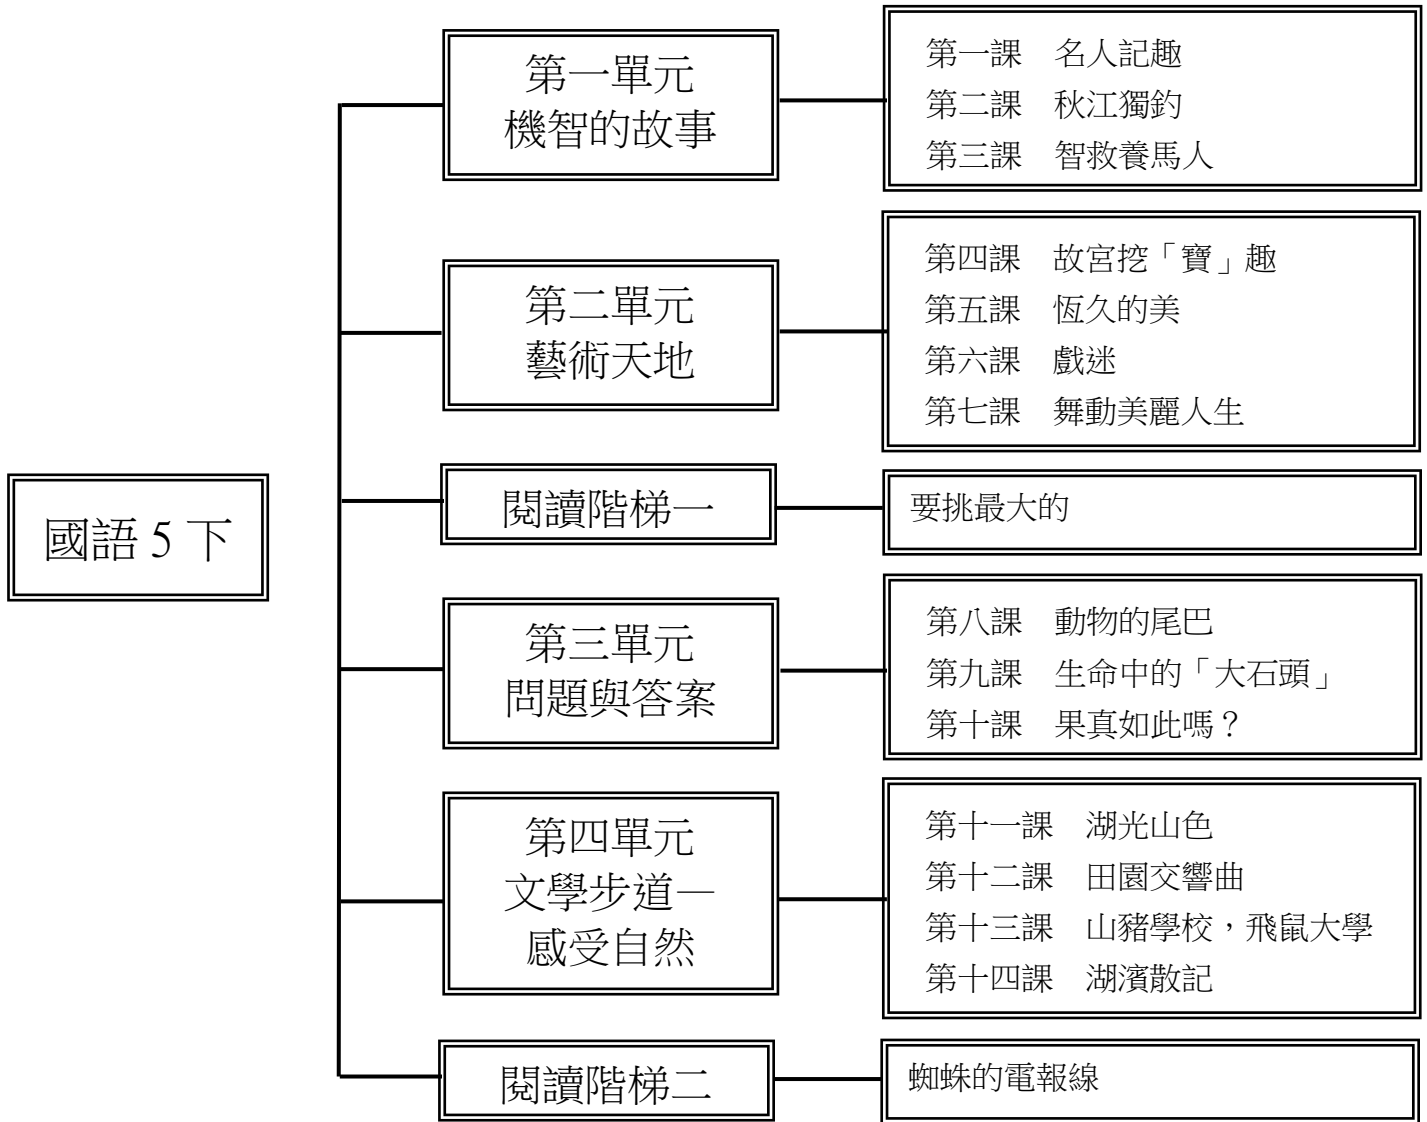 國語 5 下
第一單元
機智的故事
第一課　名人記趣
第二課　秋江獨釣
第三課　智救養馬人
第二單元
藝術天地
第四課　故宮挖「寶」趣
第五課　恆久的美
第六課　戲迷
第七課　舞動美麗人生
閱讀階梯一
要挑最大的
第三單元
問題與答案
第八課　動物的尾巴
第九課　生命中的「大石頭」
第十課　果真如此嗎？
第四單元
文學步道—
感受自然
第十一課　湖光山色
第十二課　田園交響曲
第十三課　山豬學校，飛鼠大學
第十四課　湖濱散記
閱讀階梯二
蜘蛛的電報線